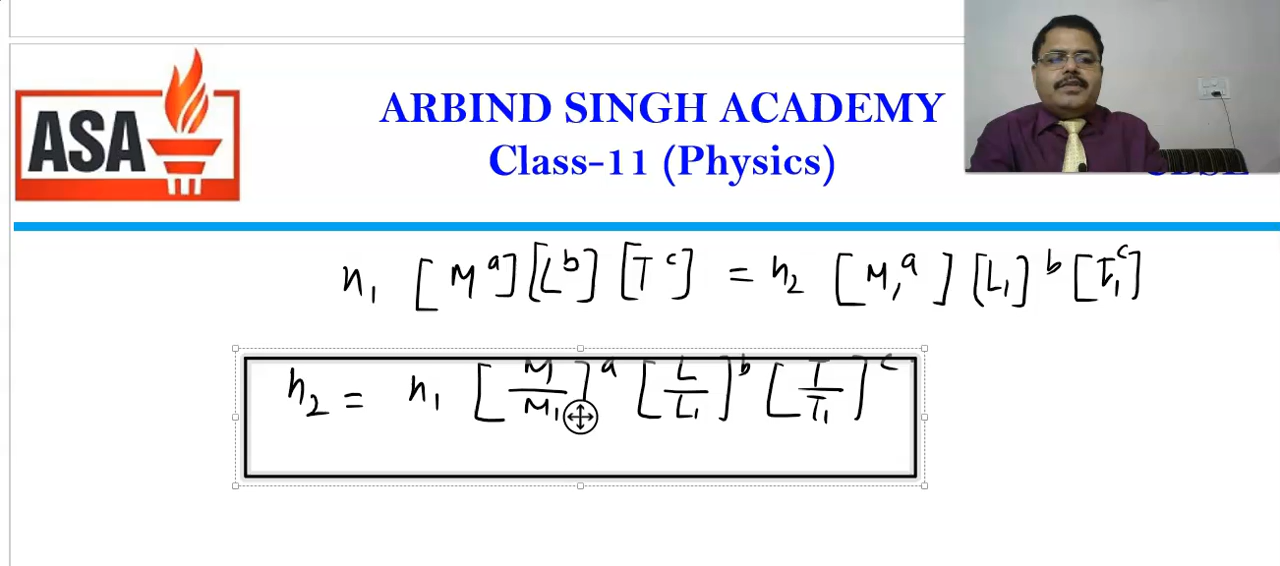 ASA
ARBIND SINGH ACADEMY
Class-11 (Physics)
CBSE
n₁ [Mᵃ] [Lᵇ] [Tᶜ] = n₂ [M₁ᵃ] [L₁]ᵇ [T₁ᶜ]
n₂ = n₁ [M/M₁]ᵃ [L/L₁]ᵇ [T/T₁]ᶜ